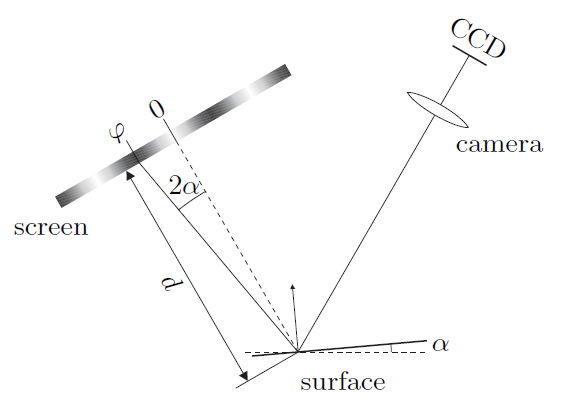 CCD
0
φ
camera
2α
screen
d
α
surface